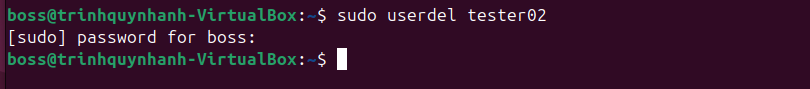 boss@trinhquynhanh-VirtualBox:~$ sudo userdel tester02
[sudo] password for boss:
boss@trinhquynhanh-VirtualBox:~$